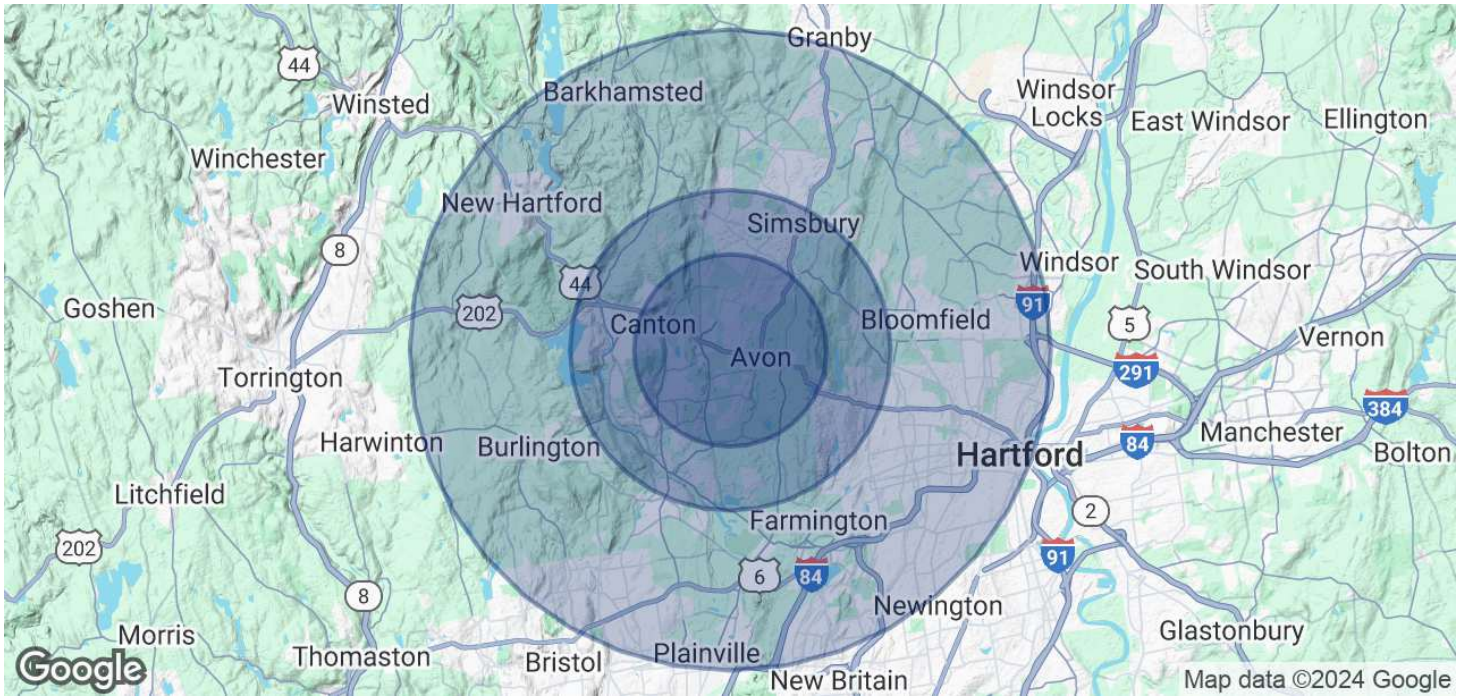 Granby
44
Barkhamsted
Windsor
Locks
Winsted
East Windsor
Ellington
Winchester
New Hartford
Simsbury
8
Windsor
South Windsor
44
Goshen
202
91
Canton
Bloomfield
5
Vernon
Avon
291
Torrington
384
Harwinton
Burlington
Hartford
84
Manchester
Bolton
Litchfield
2
Farmington
202
91
6
84
8
Newington
Morris
Thomaston
Bristol
Plainville
Glastonbury
New Britain
Google
Map data ©2024 Google